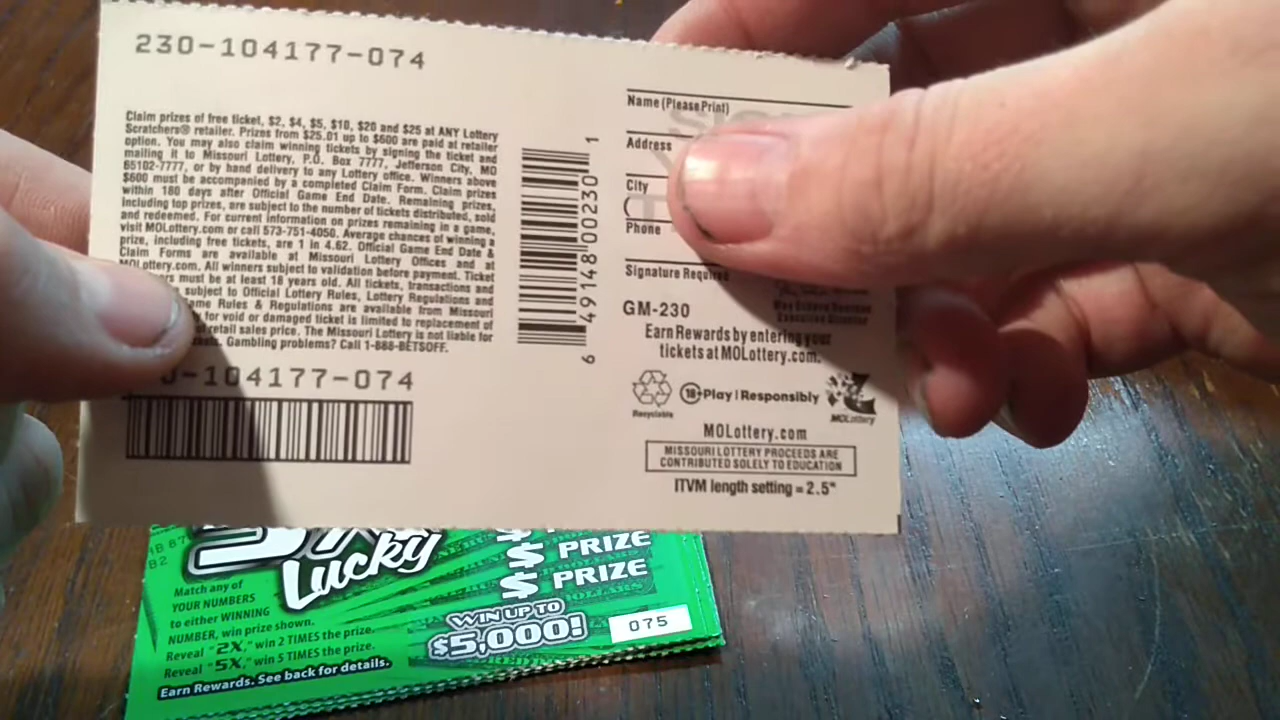 230-104177-074
Claim prizes of free ticket, $2, $4, $5, $10, $20 and $25 at ANY Lottery
Scratchers® retailer. Prizes from $25.01 up to $600 are paid at retailer
option. You may also claim winning tickets by signing the ticket and
mailing it to Missouri Lottery, P.O. Box 7777, Jefferson City, MO
65102-7777, or by hand delivery to any Lottery office. Winners above
$600 must be accompanied by a completed Claim Form. Claim prizes
within 180 days after Official Game End Date. Remaining prizes,
including top prizes, are subject to the number of tickets distributed, sold
and redeemed. For current information on prizes remaining in a game,
visit MOLottery.com or call 573-751-4050. Average chances of winning a
prize, including free tickets, are 1 in 4.62. Official Game End Date &
Claim Forms are available at Missouri Lottery Offices and at
MOLottery.com. All winners subject to validation before payment. Ticket
must be at least 18 years old. All tickets, transactions and
subject to Official Lottery Rules, Lottery Regulations and
Rules & Regulations are available from Missouri
for void or damaged ticket is limited to replacement of
retail sales price. The Missouri Lottery is not liable for
Gambling problems? Call 1-888-BETSOFF.
-104177-074
6 49148 00230 1
Name (Please Print)
Address
City
Phone
Signature
GM-230
Executive Director
Earn Rewards by entering your
tickets at MOLottery.com.
Recyclable
18+ Play Responsibly
MOLottery
MOLottery.com
MISSOURI LOTTERY PROCEEDS ARE
CONTRIBUTED SOLELY TO EDUCATION
ITVM length setting = 2.5"
5X
Lucky
Match any of
YOUR NUMBERS
to either WINNING
NUMBER, win prize shown.
Reveal "2X," win 2 TIMES the prize.
Reveal "5X," win 5 TIMES the prize.
Earn Rewards. See back for details.
$ PRIZE
$ PRIZE
WIN UP TO
$5,000!
075